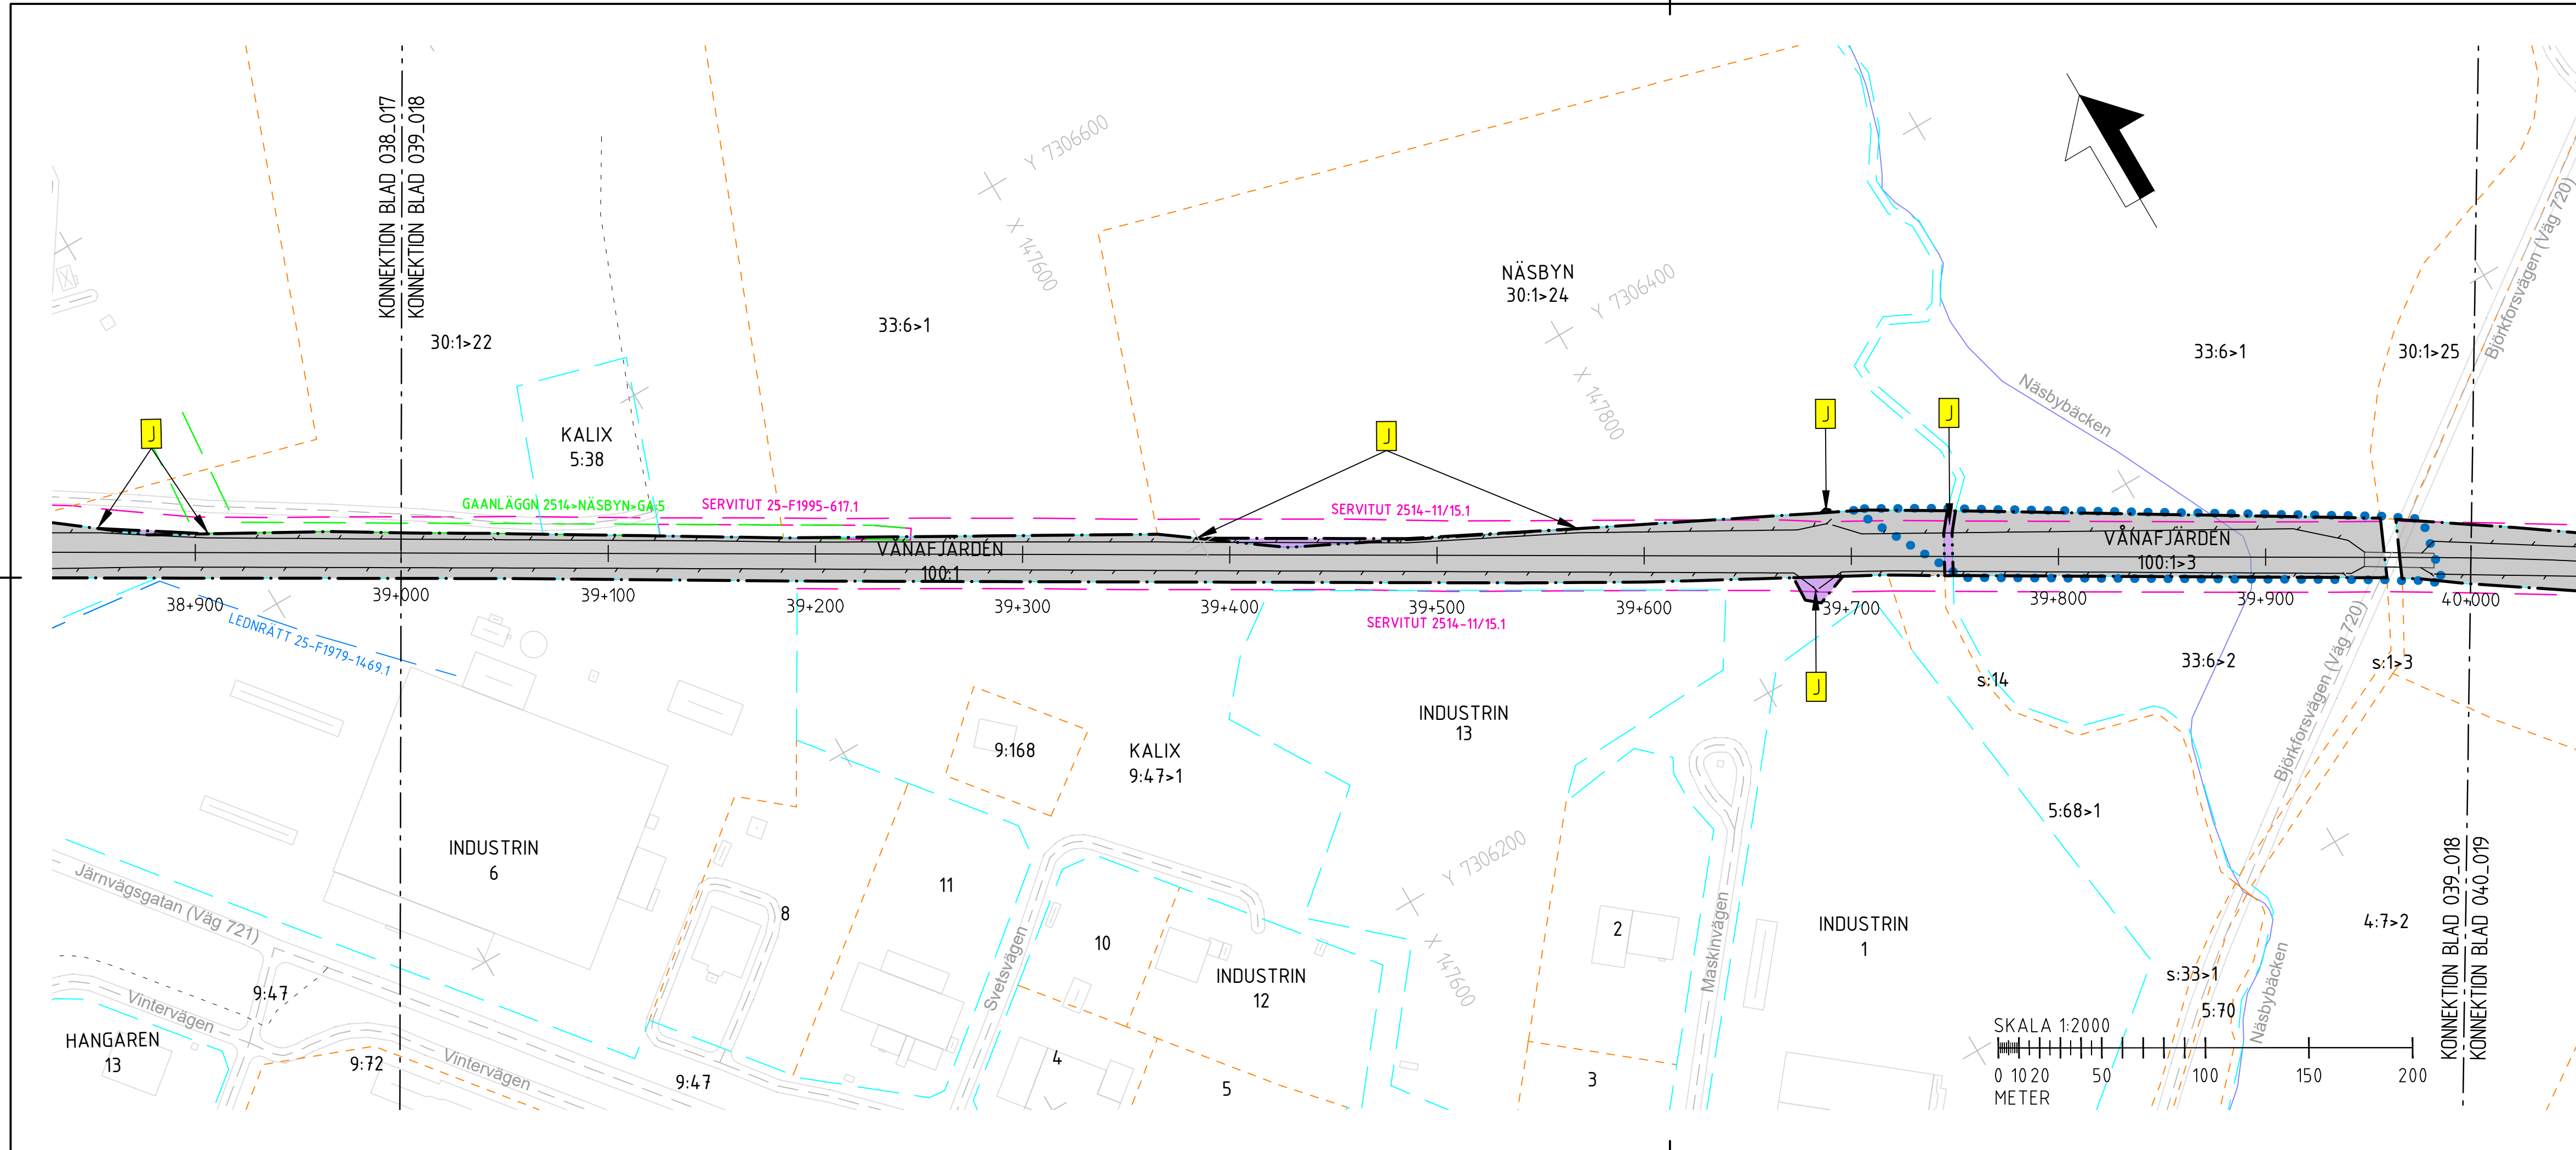 KONNEKTION BLAD 038_017
KONNEKTION BLAD 039_018
Y 7306600
X 147600
NÄSBYN
30:1>24
Y 7306400
X 147800
33:6>1
30:1>22
33:6>1
30:1>25
Björkforsvägen (Väg 720)
Näsbybäcken
KALIX
5:38
J
J
J
J
GAANLÄGGN 2514>NÄSBYN>GA:5
SERVITUT 25-F1995-617.1
SERVITUT 2514-11/15.1
VÅNAFJÄRDEN
100:1
VÅNAFJÄRDEN
100:1>3
38+900
39+000
39+100
39+200
39+300
39+400
39+500
39+600
39+700
39+800
39+900
40+000
LEDNRÄTT 25-F1979-1469.1
SERVITUT 2514-11/15.1
J
33:6>2
s:1>3
s:14
INDUSTRIN
13
9:168
KALIX
9:47>1
Björkforsvägen (Väg 720)
5:68>1
INDUSTRIN
6
Y 7306200
X 147600
11
8
10
2
INDUSTRIN
1
4:7>2
Järnvägsgatan (Väg 721)
Svetsvägen
Maskinvägen
INDUSTRIN
12
s:33>1
5:70
Näsbybäcken
9:47
Vintervägen
HANGAREN
13
9:72
Vintervägen
9:47
4
5
3
SKALA 1:2000
0 10 20 50 100 150 200
METER
KONNEKTION BLAD 039_018
KONNEKTION BLAD 040_019